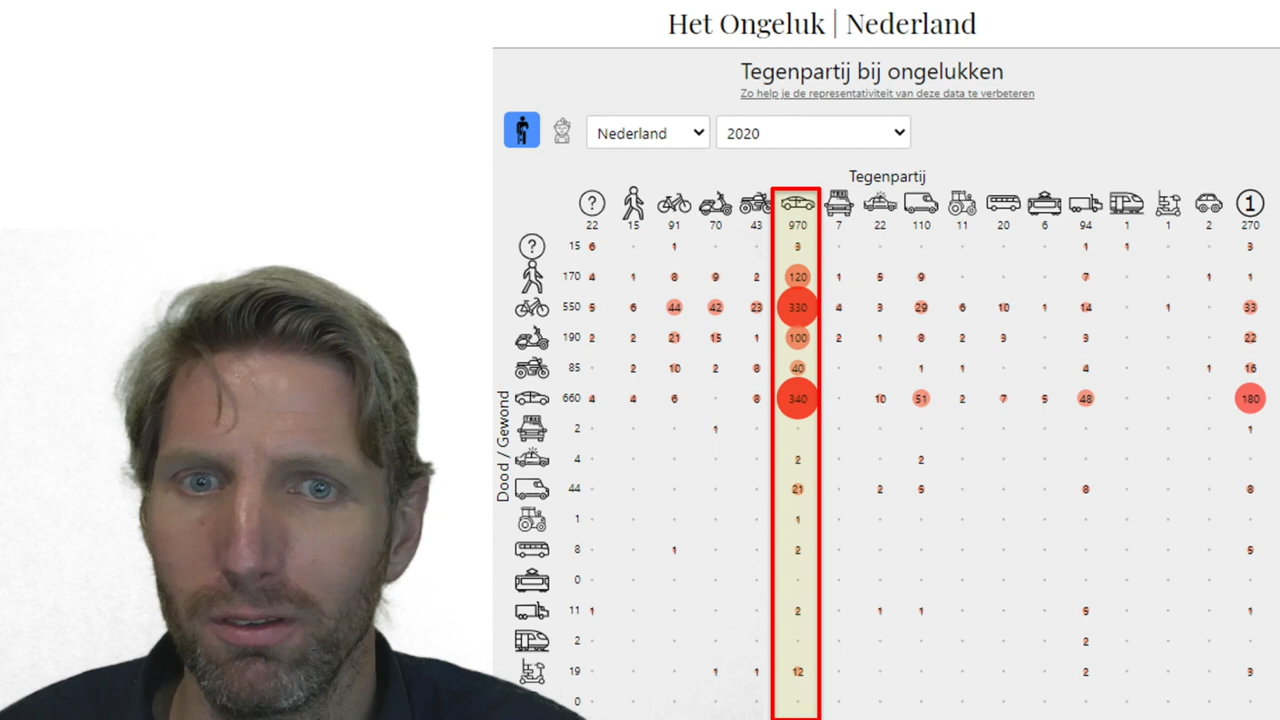 Het Ongeluk | Nederland
Tegenpartij bij ongelukken
Zo help je de representativiteit van deze data te verbeteren
Nederland 2020
Tegenpartij
? TAXI 1
22 15 91 70 43 970 7 22 110 11 20 6 94 1 1 2 270
? 15 6 · 1 · · 3 · · · · · · 1 1 · · 3
170 4 1 8 9 2 120 1 5 9 · · · 7 · · 1 1
550 5 6 44 42 23 330 4 3 29 6 10 1 14 · 1 · 33
190 2 2 21 15 1 100 2 1 8 2 3 · 3 · · · 22
85 · 2 10 2 8 40 · · 1 1 · · 4 · · 1 16
660 4 4 6 · 8 340 · 10 51 2 7 5 48 · · · 180
TAXI 2 · · · 1 · · · · · · · · · · · · 1
4 · · · · · 2 · · 2 · · · · · · · ·
44 · · · · · 21 · 2 5 · · · 8 · · · 8
1 · · · · · 1 · · · · · · · · · · ·
8 · · 1 · · 2 · · · · · · · · · · 5
0 · · · · · · · · · · · · · · · · ·
11 1 · · · · 2 · 1 1 · · · 5 · · · 1
2 · · · · · · · · · · · · 2 · · · ·
19 · · · 1 1 12 · · · · · · 2 · · · 3
0 · · · · · · · · · · · · · · · · ·
Dood / Gewond